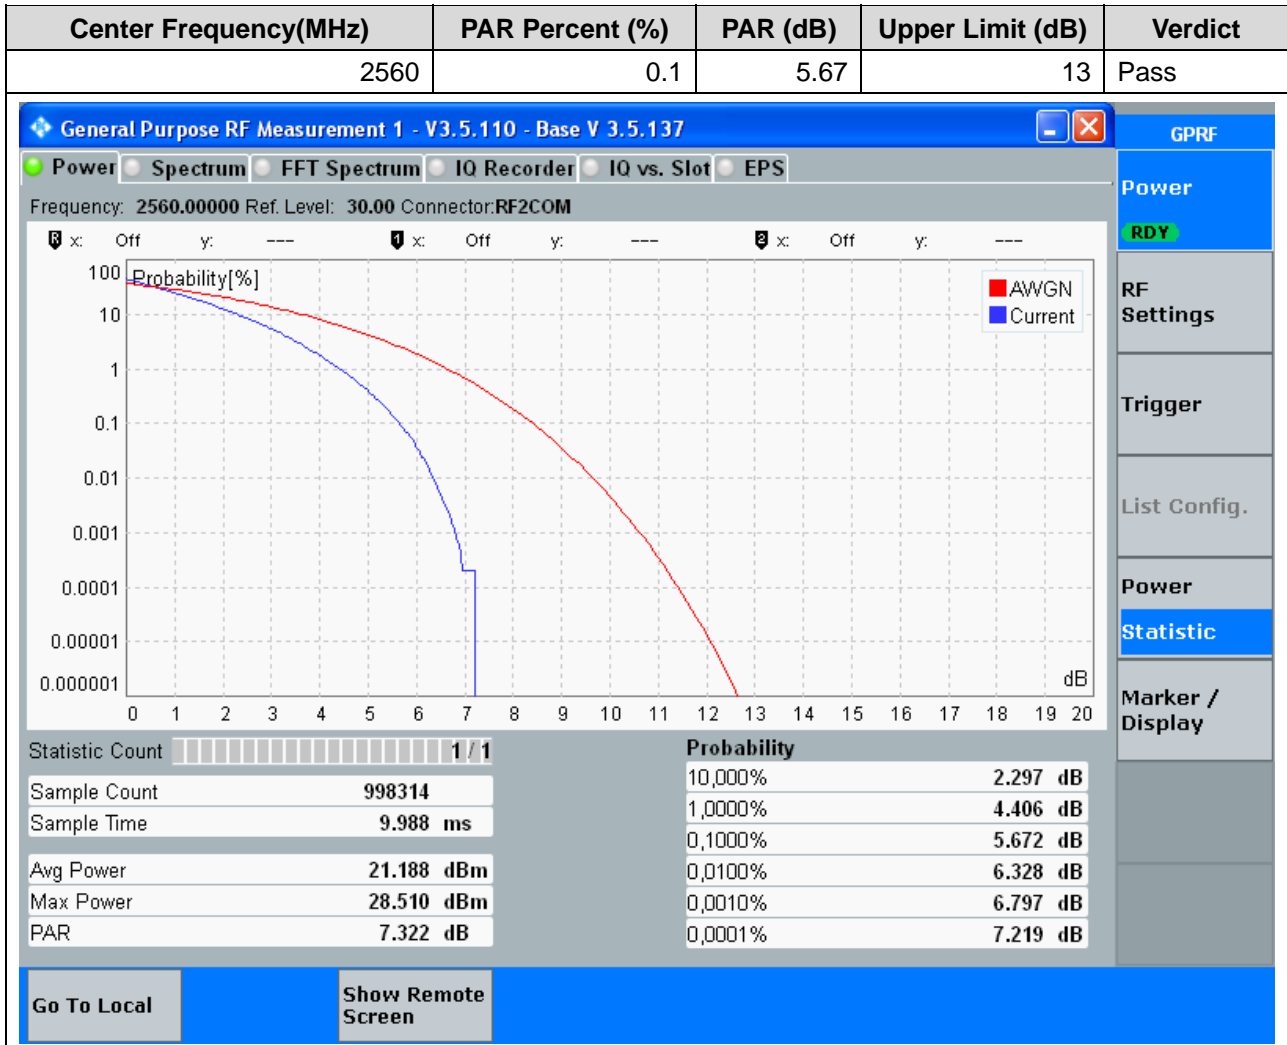 Center Frequency(MHz) PAR Percent (%) PAR (dB) Upper Limit (dB) Verdict
2560 0.1 5.67 13 Pass
General Purpose RF Measurement 1 - V3.5.110 - Base V 3.5.137
GPRF
Power Spectrum FFT Spectrum IQ Recorder IQ vs. Slot EPS
Frequency: 2560.00000 Ref. Level: 30.00 Connector:RF2COM
R x: Off y: --- 1 x: Off y: --- 2 x: Off y: ---
Probability[%]
AWGN
Current
100
10
1
0.1
0.01
0.001
0.0001
0.00001
0.000001
dB
0 1 2 3 4 5 6 7 8 9 10 11 12 13 14 15 16 17 18 19 20
Statistic Count 1 / 1
Sample Count 998314
Sample Time 9.988 ms
Avg Power 21.188 dBm
Max Power 28.510 dBm
PAR 7.322 dB
Probability
10,000% 2.297 dB
1,0000% 4.406 dB
0,1000% 5.672 dB
0,0100% 6.328 dB
0,0010% 6.797 dB
0,0001% 7.219 dB
Power
RDY
RF
Settings
Trigger
List Config.
Power
Statistic
Marker /
Display
Go To Local
Show Remote
Screen